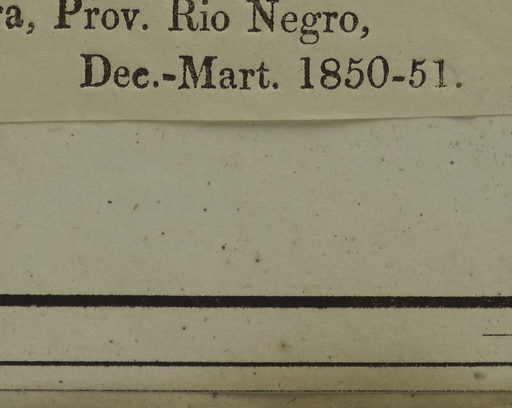 ra, Prov. Rio Negro,
Dec.-Mart. 1850-51.